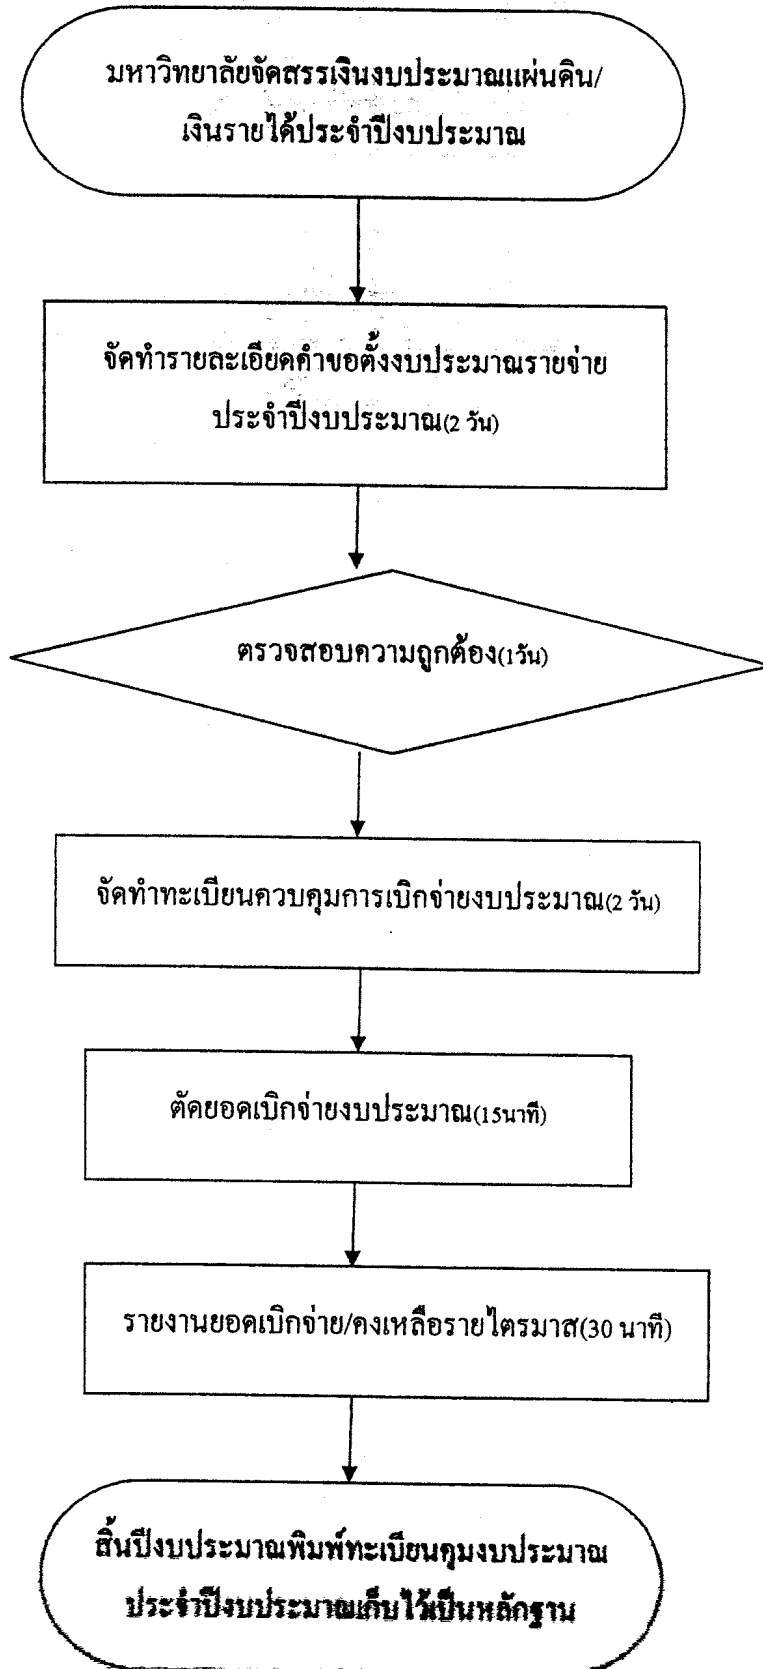 มหาวิทยาลัยจัดสรรเงินงบประมาณแผ่นดิน/
เงินรายได้ประจำปีงบประมาณ
จัดทำรายละเอียดคำขอตั้งงบประมาณรายจ่าย
ประจำปีงบประมาณ(2 วัน)
ตรวจสอบความถูกต้อง(1วัน)
จัดทำทะเบียนควบคุมการเบิกจ่ายงบประมาณ(2 วัน)
ตัดยอดเบิกจ่ายงบประมาณ(15นาที)
รายงานยอดเบิกจ่าย/คงเหลือรายไตรมาส(30 นาที)
สิ้นปีงบประมาณพิมพ์ทะเบียนคุมงบประมาณ
ประจำปีงบประมาณเก็บไว้เป็นหลักฐาน